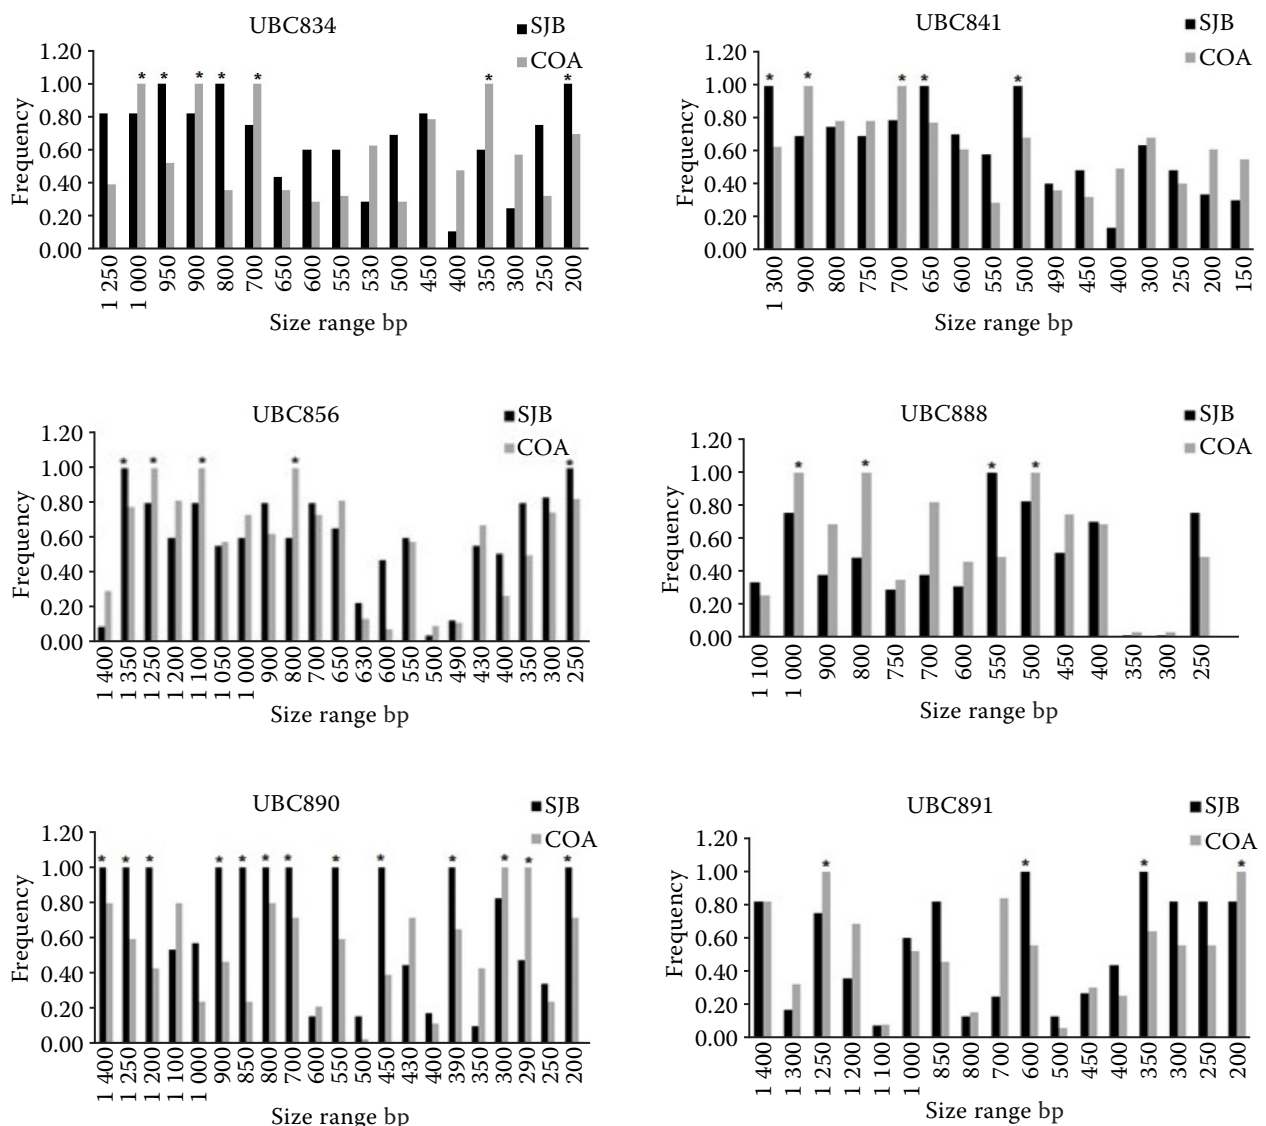 UBC834
SJB
COA
Frequency
1.20
1.00
0.80
0.60
0.40
0.20
0.00
* * * * * * *
1 250 1 000 950 900 800 700 650 600 550 530 500 450 400 350 300 250 200
Size range bp
UBC841
SJB
COA
Frequency
1.20
1.00
0.80
0.60
0.40
0.20
0.00
* * * * *
1 300 900 800 750 700 650 600 550 500 490 450 400 300 250 200 150
Size range bp
UBC856
SJB
COA
Frequency
1.20
1.00
0.80
0.60
0.40
0.20
0.00
* * * * *
1 400 1 350 1 250 1 200 1 100 1 050 1 000 900 800 700 650 630 600 550 500 490 430 400 350 300 250
Size range bp
UBC888
SJB
COA
Frequency
1.20
1.00
0.80
0.60
0.40
0.20
0.00
* * * *
1 100 1 000 900 800 750 700 600 550 500 450 400 350 300 250
Size range bp
UBC890
SJB
COA
Frequency
1.20
1.00
0.80
0.60
0.40
0.20
0.00
* * * * * * * * * * * * *
1 400 1 250 1 200 1 100 1 000 900 850 800 700 600 550 500 450 430 400 390 350 300 290 250 200
Size range bp
UBC891
SJB
COA
Frequency
1.20
1.00
0.80
0.60
0.40
0.20
0.00
* * * *
1 400 1 300 1 250 1 200 1 100 1 000 850 800 700 600 500 450 400 350 300 250 200
Size range bp